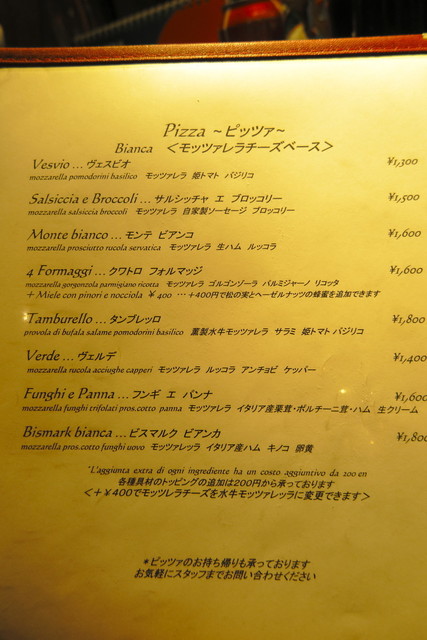 Pizza ~ピッツァ~
Bianca <モッツァレラチーズベース>
Vesvio ... ヴェスビオ ¥1,300
mozzarella pomodorini basilico モッツァレラ 姫トマト バジリコ
Salsiccia e Broccoli ... サルシッチャ エ ブロッコリー ¥1,500
mozzarella salsiccia broccoli モッツァレラ 自家製ソーセージ ブロッコリー
Monte bianco ... モンテ ビアンコ ¥1,600
mozzarella prosciutto rucola servatica モッツァレラ 生ハム ルッコラ
4 Formaggi ... クワトロ フォルマッジ ¥1,600
mozzarella gorgonzola parmigiano ricotta モッツァレラ ゴルゴンゾーラ パルミジャーノ リコッタ
+ Miele con pinori e nocciola ¥400 …+400円で松の実とヘーゼルナッツの蜂蜜を追加できます
Tamburello ... タンブレッロ ¥1,800
provola di bufala salame pomodorini basilico 薫製水牛モッツァレラ サラミ 姫トマト バジリコ
Verde ... ヴェルデ ¥1,400
mozzarella rucola acciughe capperi モッツァレラ ルッコラ アンチョビ ケッパー
Funghi e Panna ... フンギ エ パンナ ¥1,600
mozzarella funghi trifolati pros.cotto panna モッツァレラ イタリア産栗茸・ポルチーニ茸・ハム 生クリーム
Bismark bianca ... ビスマルク ビアンカ ¥1,800
mozzarella pros.cotto funghi uovo モッツァレッラ イタリア産ハム キノコ 卵黄
'L'aggiunta extra di ogni ingrediente ha un costo aggiuntivo da 200 en
各種具材のトッピングの追加は200円から承っております
<+¥400でモッツレラチーズを水牛モッツァレッラに変更できます>
*ピッツァのお持ち帰りも承っております
お気軽にスタッフまでお問い合わせください